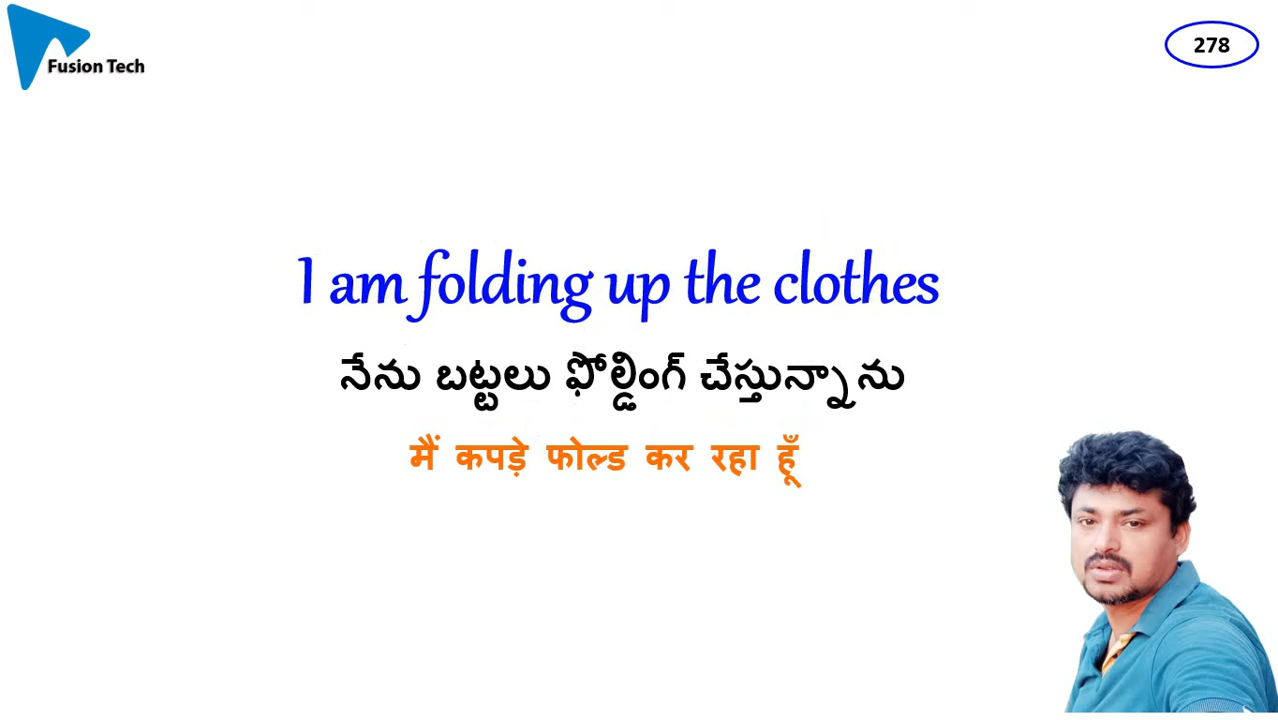 Fusion Tech
278
I am folding up the clothes
నేను బట్టలు ఫోల్డింగ్ చేస్తున్నాను
मैं कपड़े फोल्ड कर रहा हूँ